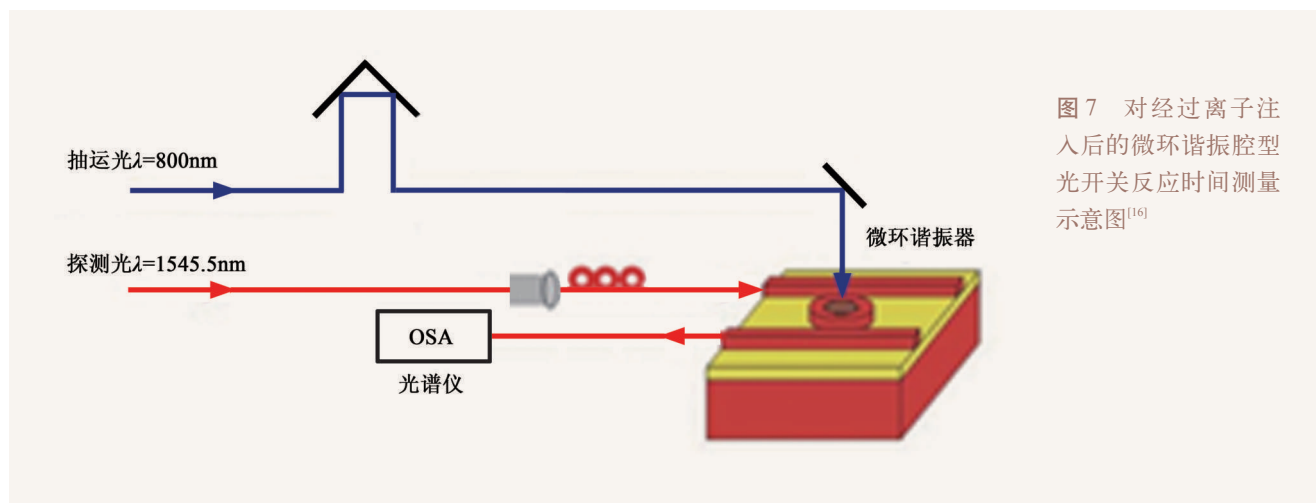 抽运光λ=800nm
探测光λ=1545.5nm
微环谐振器
OSA
光谱仪
图7 对经过离子注
入后的微环谐振腔型
光开关反应时间测量
示意图[16]